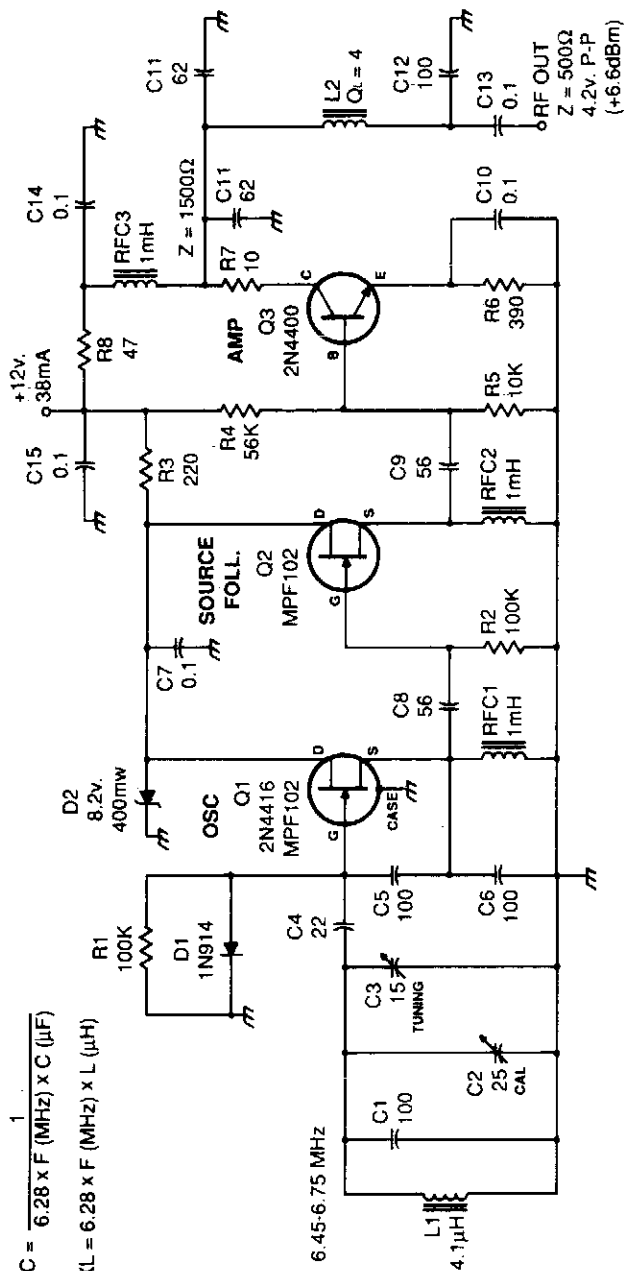 C =
1
6.28 x F (MHz) x C (µF)
XL = 6.28 x F (MHz) x L (µH)
6.45-6.75 MHz
L1
4.1µH
C1
100
C2
25
CAL
C3
15
TUNING
C4
22
C5
100
C6
100
R1
100K
D1
1N914
D2
8.2v.
400mw
OSC
Q1
2N4416
MPF102
G
D
S
CASE
RFC1
1mH
C7
0.1
C8
56
R2
100K
SOURCE
FOLL.
Q2
MPF102
G
D
S
RFC2
1mH
C9
56
R3
220
C15
0.1
+12v.
38mA
R4
56K
R5
10K
R8
47
AMP
Q3
2N4400
B
C
E
R6
390
C10
0.1
R7
10
RFC3
1mH
C14
0.1
Z = 1500Ω
C11
62
C11
62
L2
QL = 4
C12
100
C13
0.1
RF OUT
Z = 500Ω
4.2v. P-P
(+6.6dBm)